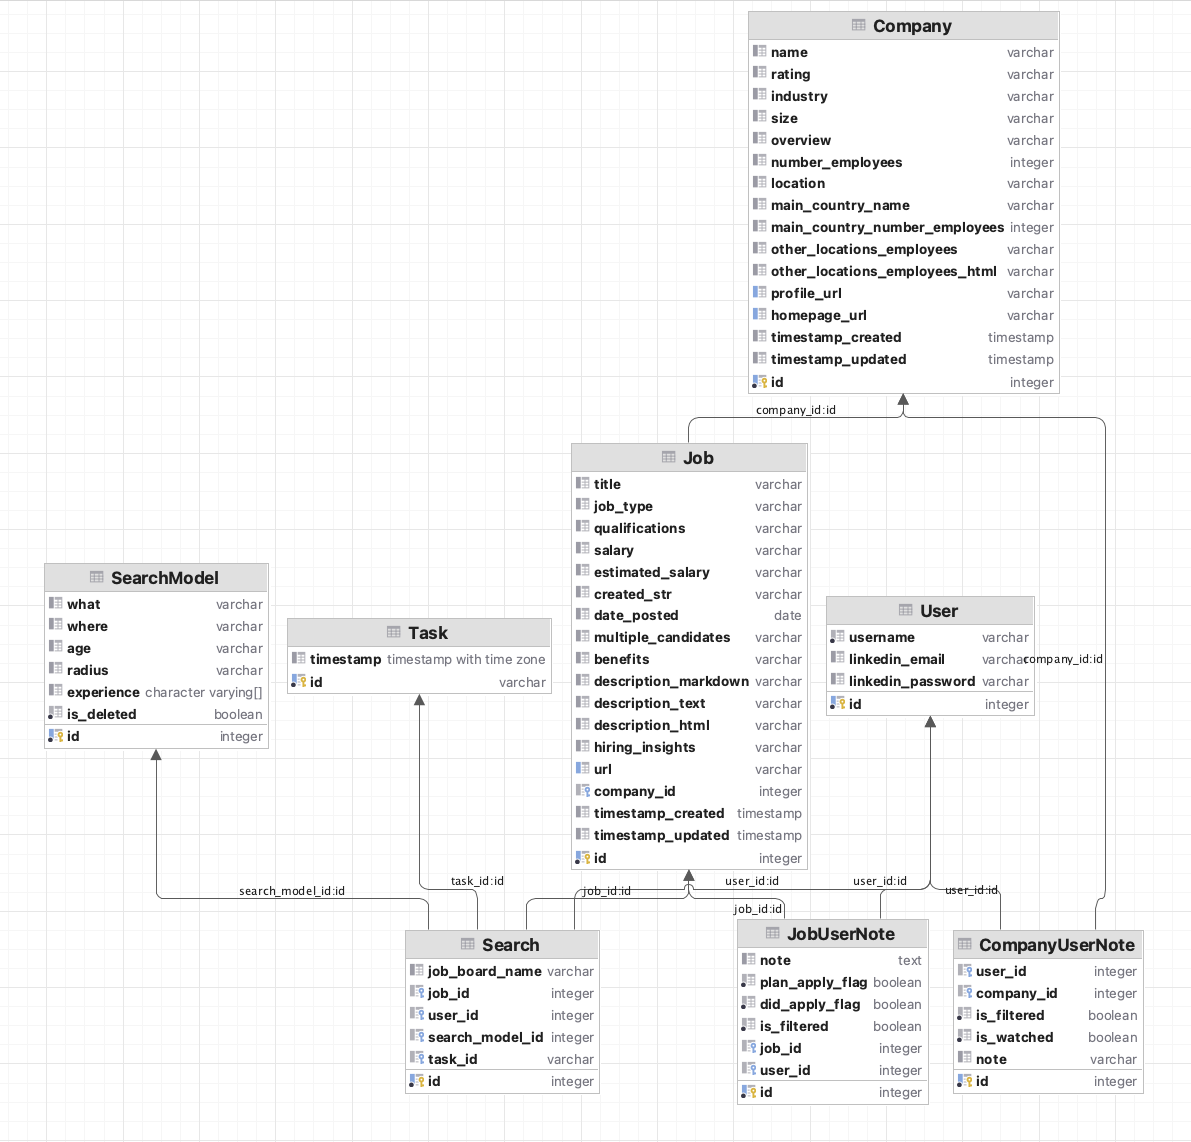 Company
name varchar
rating varchar
industry varchar
size varchar
overview varchar
number_employees integer
location varchar
main_country_name varchar
main_country_number_employees integer
other_locations_employees varchar
other_locations_employees_html varchar
profile_url varchar
homepage_url varchar
timestamp_created timestamp
timestamp_updated timestamp
id integer
company_id:id
Job
title varchar
job_type varchar
qualifications varchar
salary varchar
estimated_salary varchar
created_str varchar
date_posted date
multiple_candidates varchar
benefits varchar
description_markdown varchar
description_text varchar
description_html varchar
hiring_insights varchar
url varchar
company_id integer
timestamp_created timestamp
timestamp_updated timestamp
id integer
SearchModel
what varchar
where varchar
age varchar
radius varchar
experience character varying[]
is_deleted boolean
id integer
Task
timestamp timestamp with time zone
id varchar
User
username varchar
linkedin_email varchar
linkedin_password varchar
id integer
company_id:id
search_model_id:id
task_id:id
job_id:id
user_id:id
user_id:id
user_id:id
job_id:id
Search
job_board_name varchar
job_id integer
user_id integer
search_model_id integer
task_id varchar
id integer
JobUserNote
note text
plan_apply_flag boolean
did_apply_flag boolean
is_filtered boolean
job_id integer
user_id integer
id integer
CompanyUserNote
user_id integer
company_id integer
is_filtered boolean
is_watched boolean
note varchar
id integer